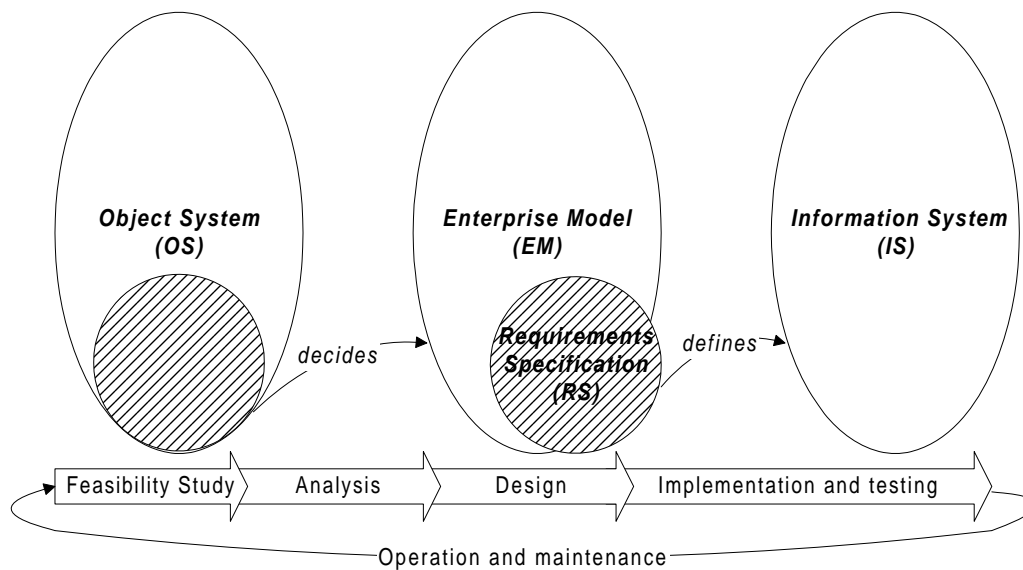 Object System
(OS)
Enterprise Model
(EM)
Information System
(IS)
decides
Requirements
Specification
(RS)
defines
Feasibility Study
Analysis
Design
Implementation and testing
Operation and maintenance